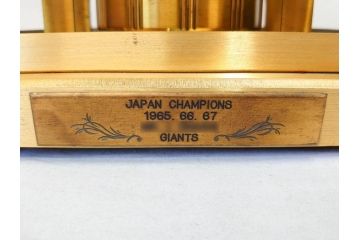 JAPAN CHAMPIONS
1965. 66. 67
GIANTS